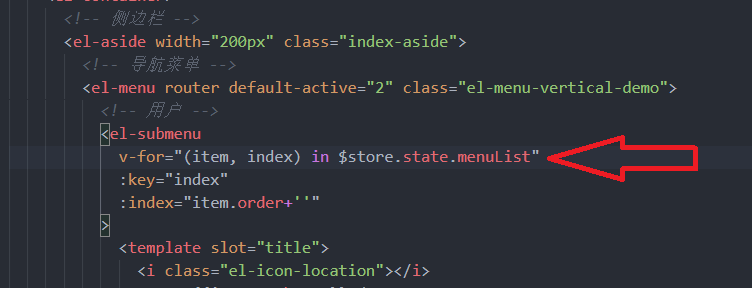 <!-- 侧边栏 -->
<el-aside width="200px" class="index-aside">
<!-- 导航菜单 -->
<el-menu router default-active="2" class="el-menu-vertical-demo">
<!-- 用户 -->
<el-submenu
v-for="(item, index) in $store.state.menuList"
:key="index"
:index="item.order+''"
>
<template slot="title">
<i class="el-icon-location"></i>